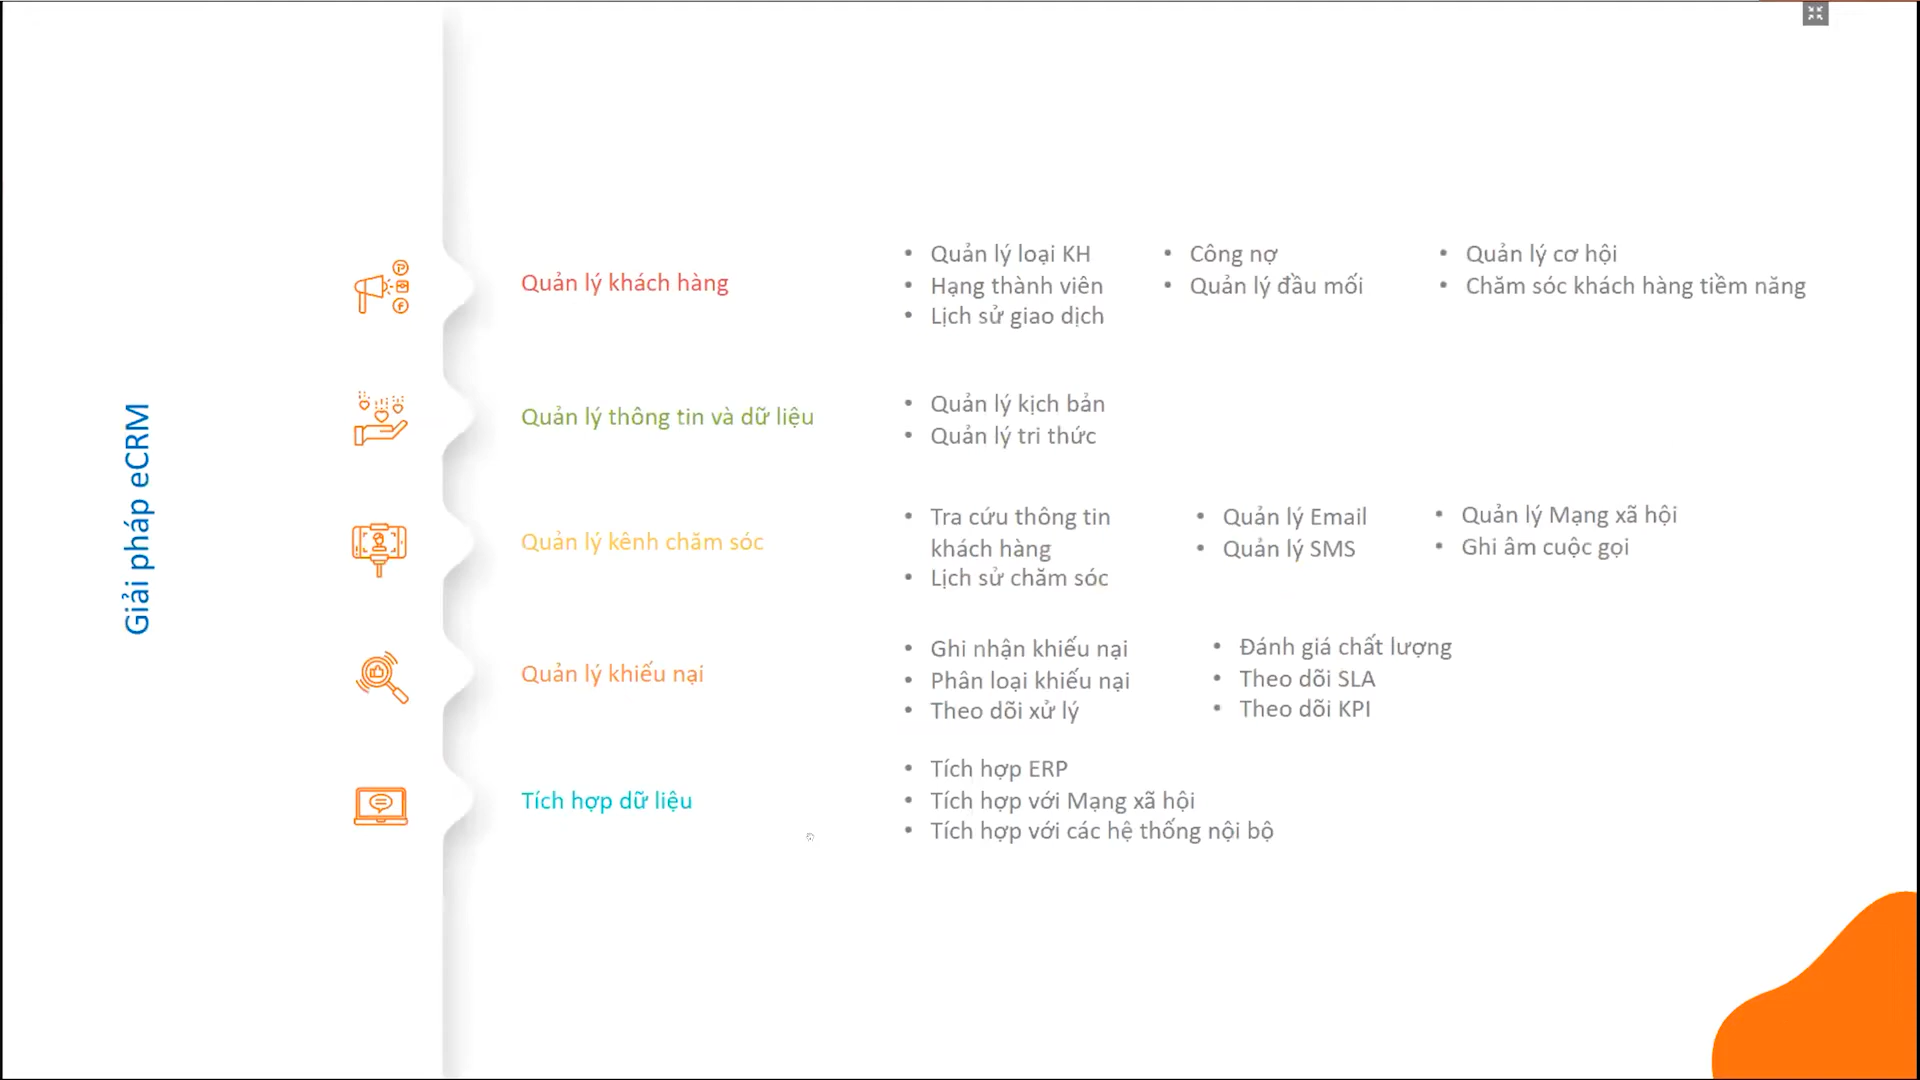 Giải pháp eCRM
Quản lý khách hàng
• Quản lý loại KH
• Hạng thành viên
• Lịch sử giao dịch
• Công nợ
• Quản lý đầu mối
• Quản lý cơ hội
• Chăm sóc khách hàng tiềm năng
Quản lý thông tin và dữ liệu
• Quản lý kịch bản
• Quản lý tri thức
Quản lý kênh chăm sóc
• Tra cứu thông tin
khách hàng
• Lịch sử chăm sóc
• Quản lý Email
• Quản lý SMS
• Quản lý Mạng xã hội
• Ghi âm cuộc gọi
Quản lý khiếu nại
• Ghi nhận khiếu nại
• Phân loại khiếu nại
• Theo dõi xử lý
• Đánh giá chất lượng
• Theo dõi SLA
• Theo dõi KPI
Tích hợp dữ liệu
• Tích hợp ERP
• Tích hợp với Mạng xã hội
• Tích hợp với các hệ thống nội bộ